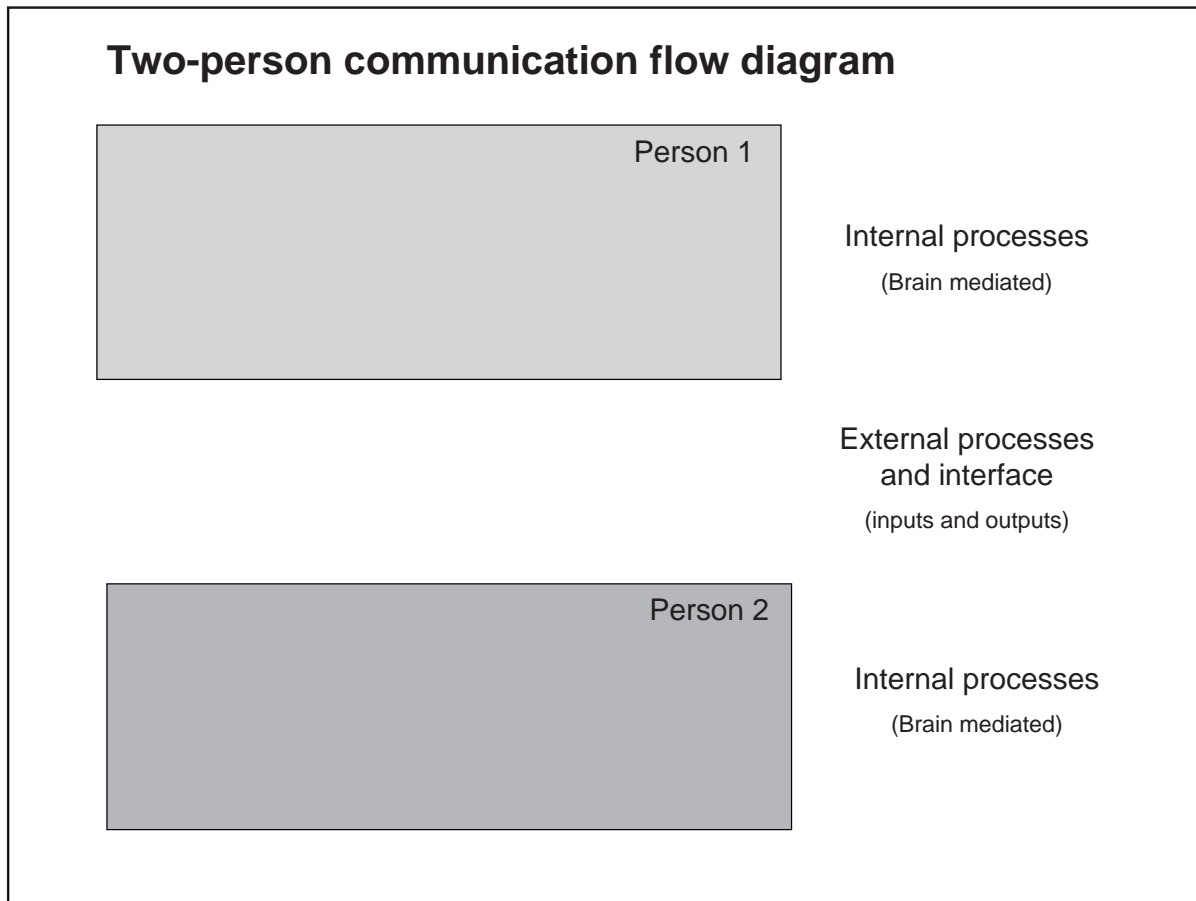 Two-person communication flow diagram
Person 1
Internal processes
(Brain mediated)
External processes
and interface
(inputs and outputs)
Person 2
Internal processes
(Brain mediated)